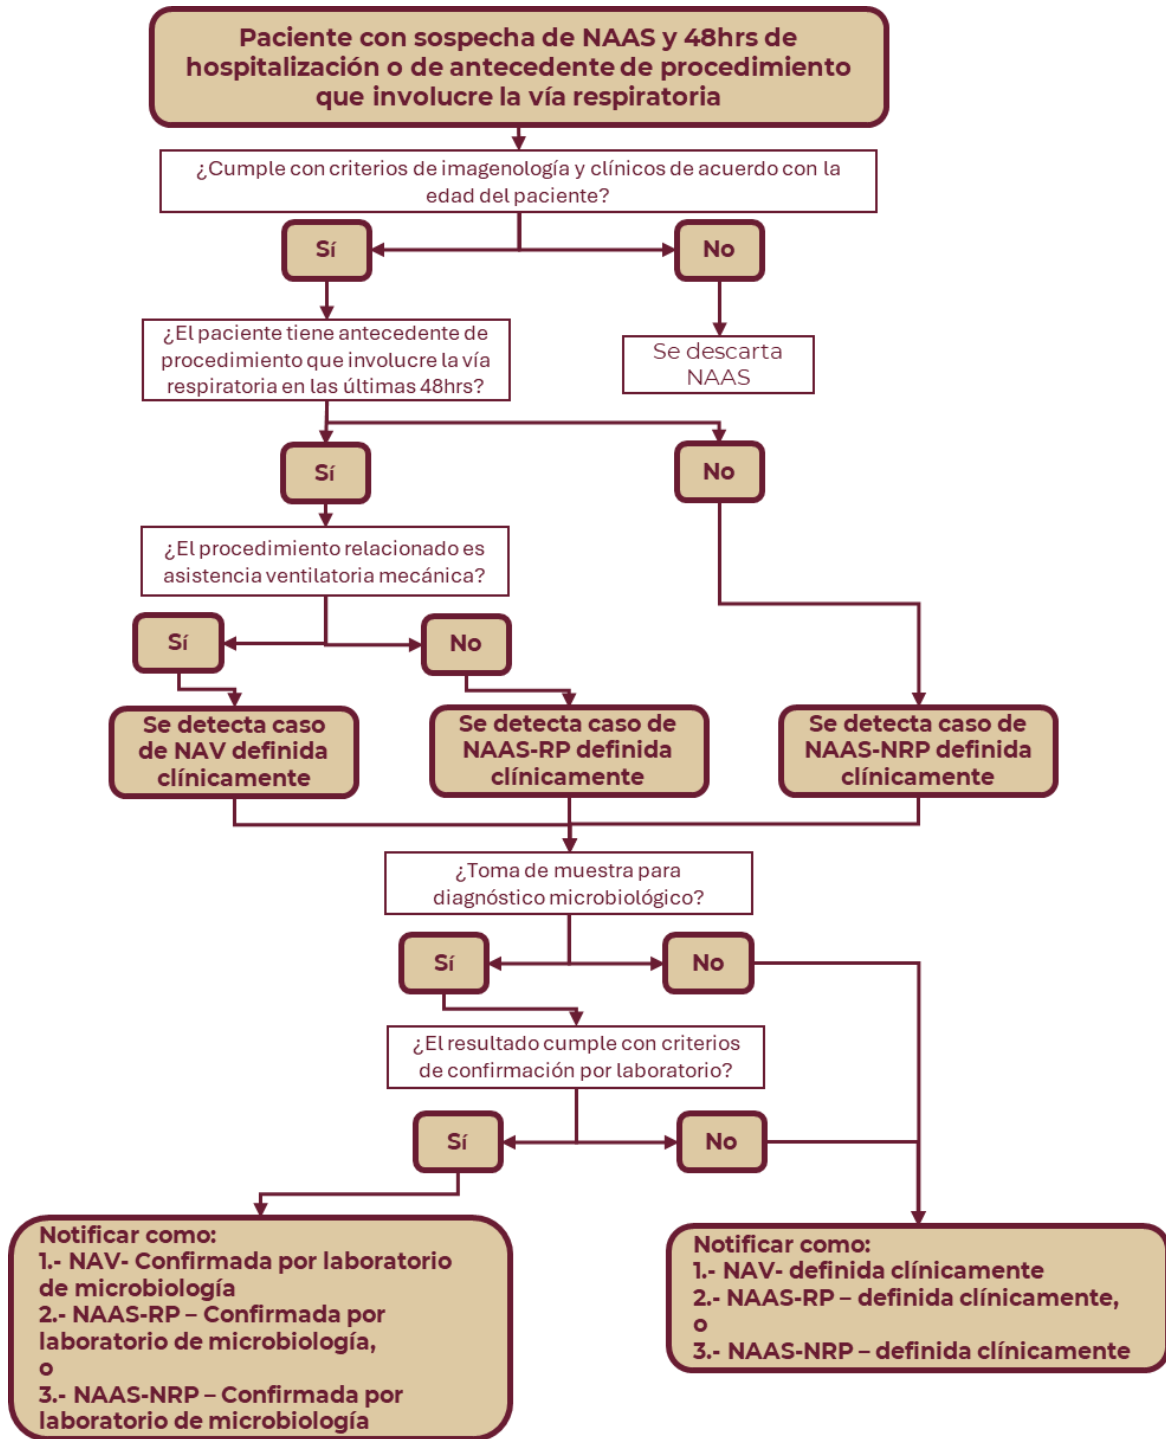 Paciente con sospecha de NAAS y 48hrs de
hospitalización o de antecedente de procedimiento
que involucre la vía respiratoria
¿Cumple con criterios de imagenología y clínicos de acuerdo con la
edad del paciente?
Sí
No
¿El paciente tiene antecedente de
procedimiento que involucre la vía
respiratoria en las últimas 48hrs?
Se descarta
NAAS
Sí
No
¿El procedimiento relacionado es
asistencia ventilatoria mecánica?
Sí
No
Se detecta caso
de NAV definida
clínicamente
Se detecta caso de
NAAS-RP definida
clínicamente
Se detecta caso de
NAAS-NRP definida
clínicamente
¿Toma de muestra para
diagnóstico microbiológico?
Sí
No
¿El resultado cumple con criterios
de confirmación por laboratorio?
Sí
No
Notificar como:
1.- NAV- Confirmada por laboratorio
de microbiología
2.- NAAS-RP – Confirmada por
laboratorio de microbiología,
o
3.- NAAS-NRP – Confirmada por
laboratorio de microbiología
Notificar como:
1.- NAV- definida clínicamente
2.- NAAS-RP – definida clínicamente,
o
3.- NAAS-NRP – definida clínicamente